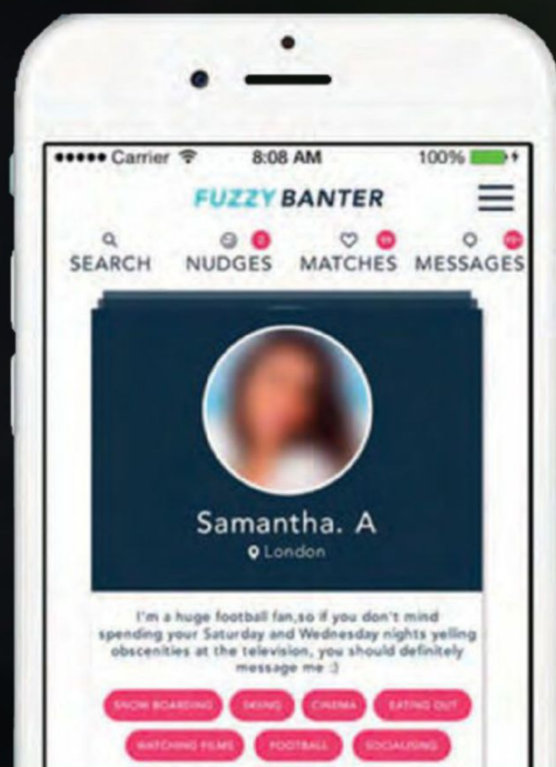 Carrier 8:08 AM 100%
FUZZY BANTER
SEARCH NUDGES MATCHES MESSAGES
Samantha. A
London
I'm a huge football fan,so if you don't mind
spending your Saturday and Wednesday nights yelling
obscenities at the television, you should definitely
message me :)
SNOW BOARDING SKIING CINEMA EATING OUT
WATCHING FILMS FOOTBALL SOCIALISING